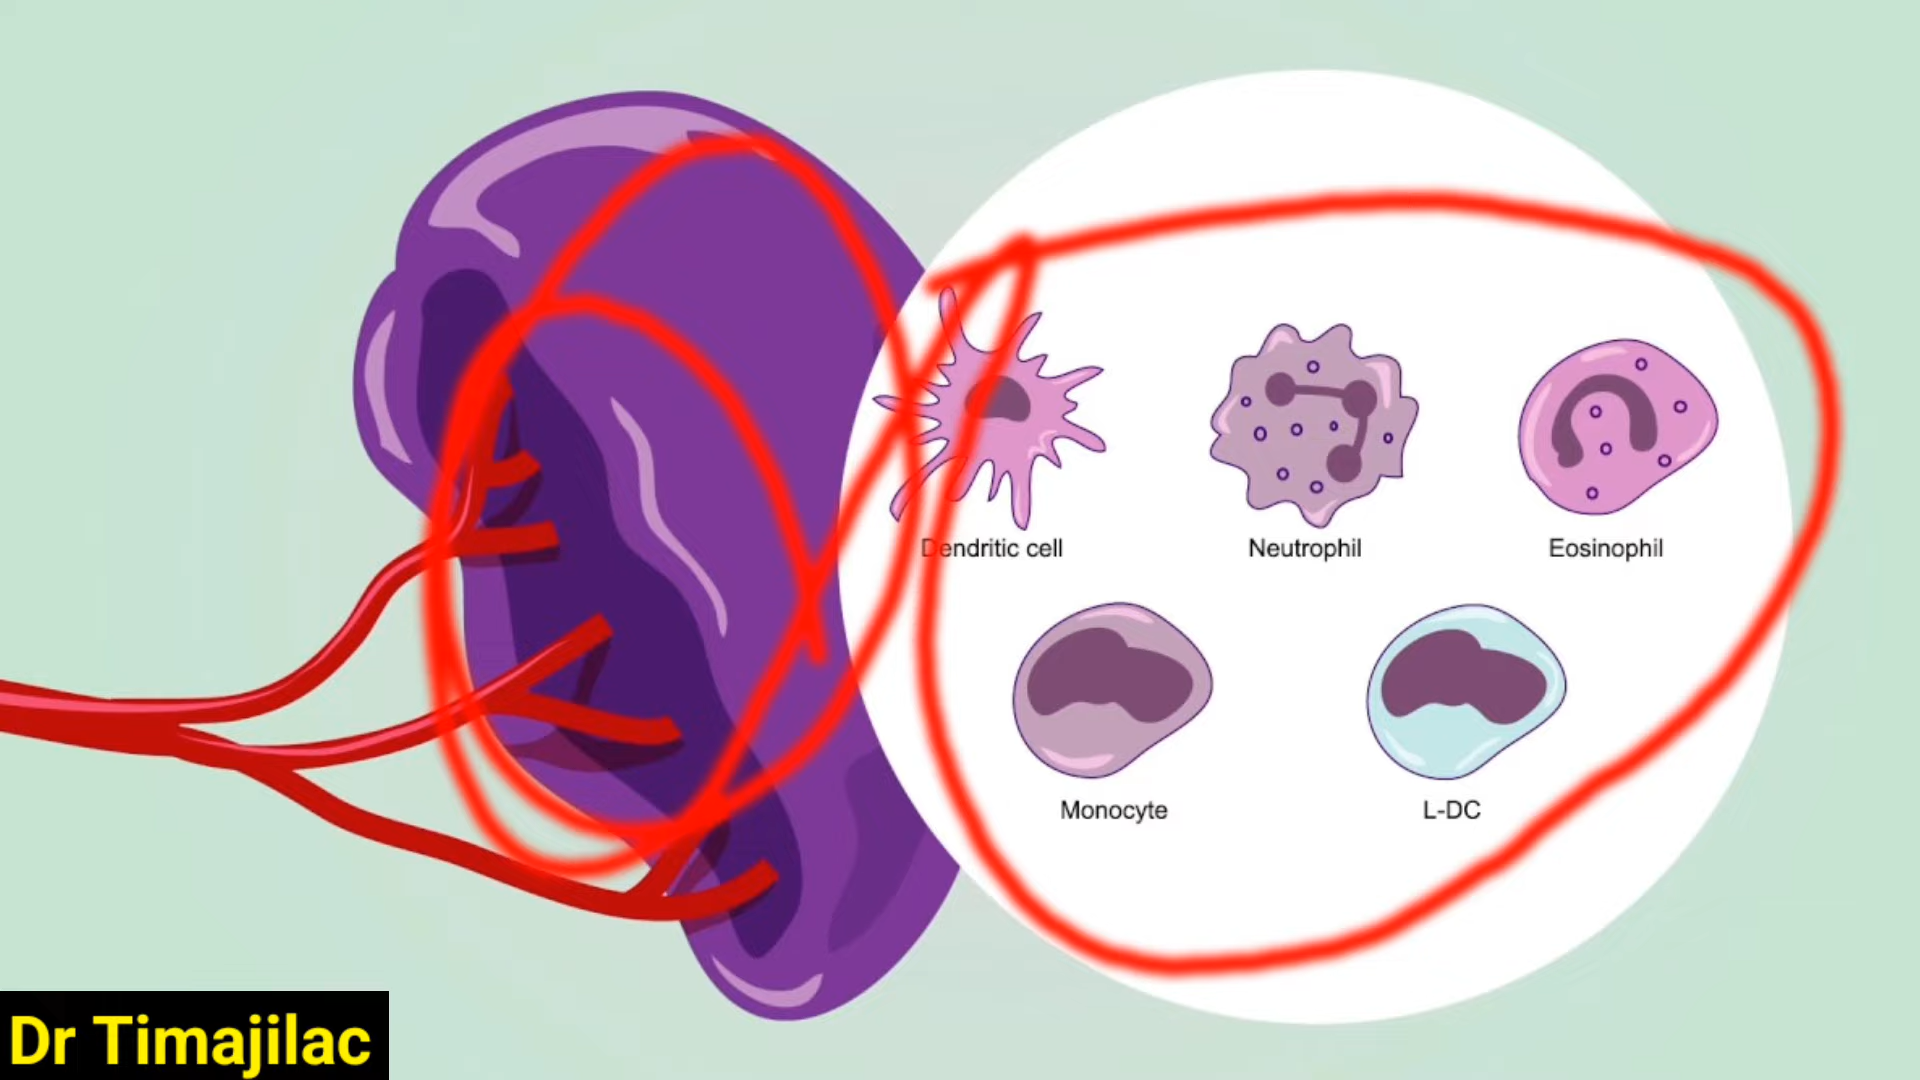 Dendritic cell
Neutrophil
Eosinophil
Monocyte
L-DC
Dr Timajilac